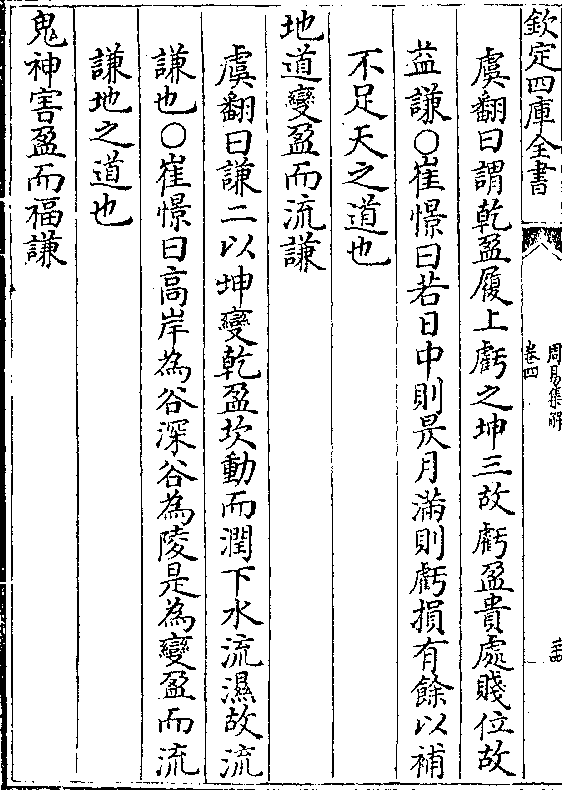 欽定四庫全書
周易集解
卷四
虞翻曰謂乾盈履上虧之坤三故虧盈貴處賤位故
益謙○崔憬曰若日中則昃月滿則虧損有餘以補
不足天之道也
地道變盈而流謙
虞翻曰謙二以坤變乾盈坎動而潤下水流濕故流
謙也○崔憬曰高岸為谷深谷為陵是為變盈而流
謙地之道也
鬼神害盈而福謙